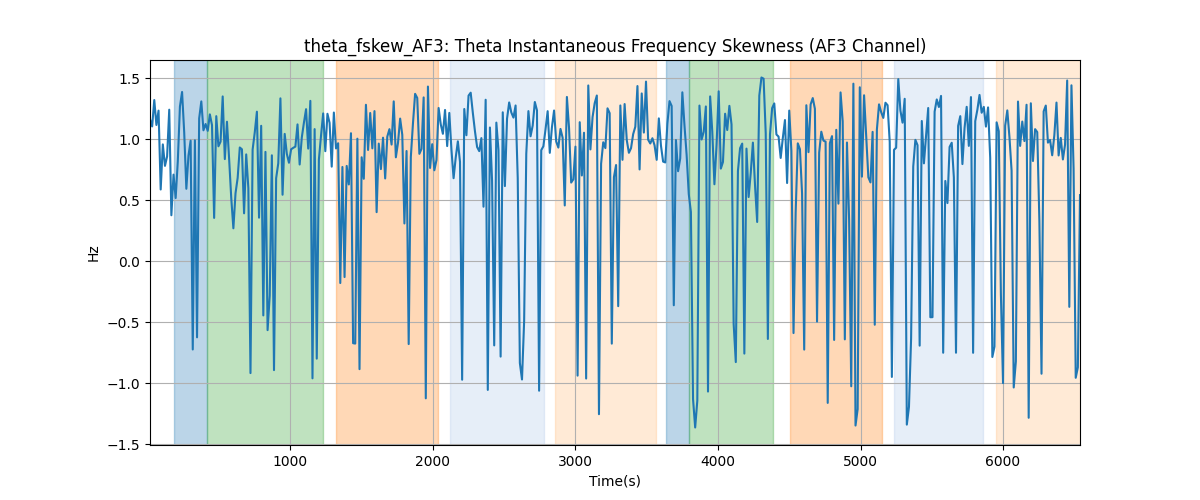 theta_fskew_AF3: Theta Instantaneous Frequency Skewness (AF3 Channel)
1.5
1.0
0.5
0.0
−0.5
−1.0
−1.5
Hz
1000 2000 3000 4000 5000 6000
Time(s)